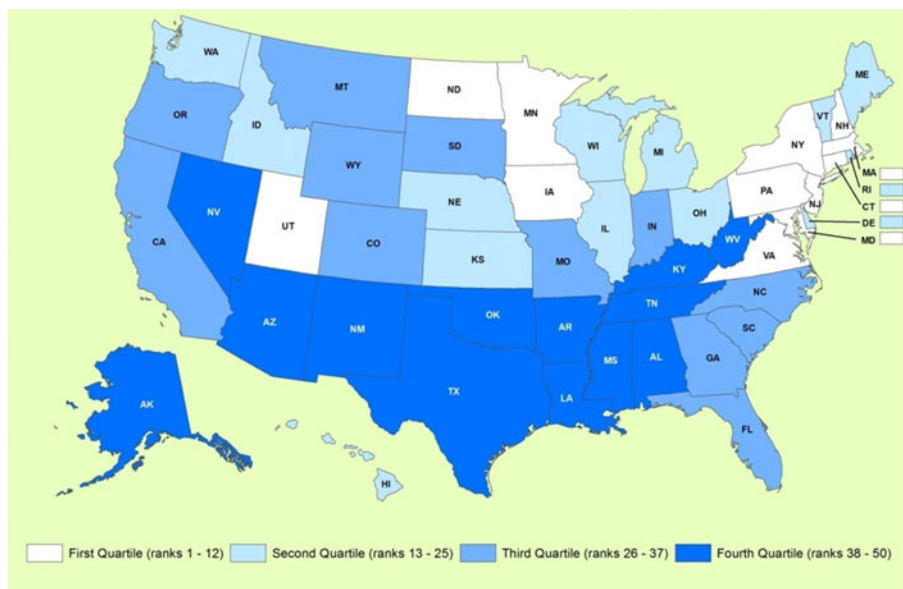 WA
ME
MT
ND
VT
MN
NH
OR
NY
ID
WI
SD
MI
MA
WY
RI
PA
IA
CT
NJ
NE
OH
DE
NV
IL
IN
UT
MD
WV
CO
VA
CA
KS
MO
KY
NC
TN
OK
AZ
AR
SC
NM
MS
AL
GA
TX
LA
AK
FL
HI
First Quartile (ranks 1 - 12) Second Quartile (ranks 13 - 25) Third Quartile (ranks 26 - 37) Fourth Quartile (ranks 38 - 50)